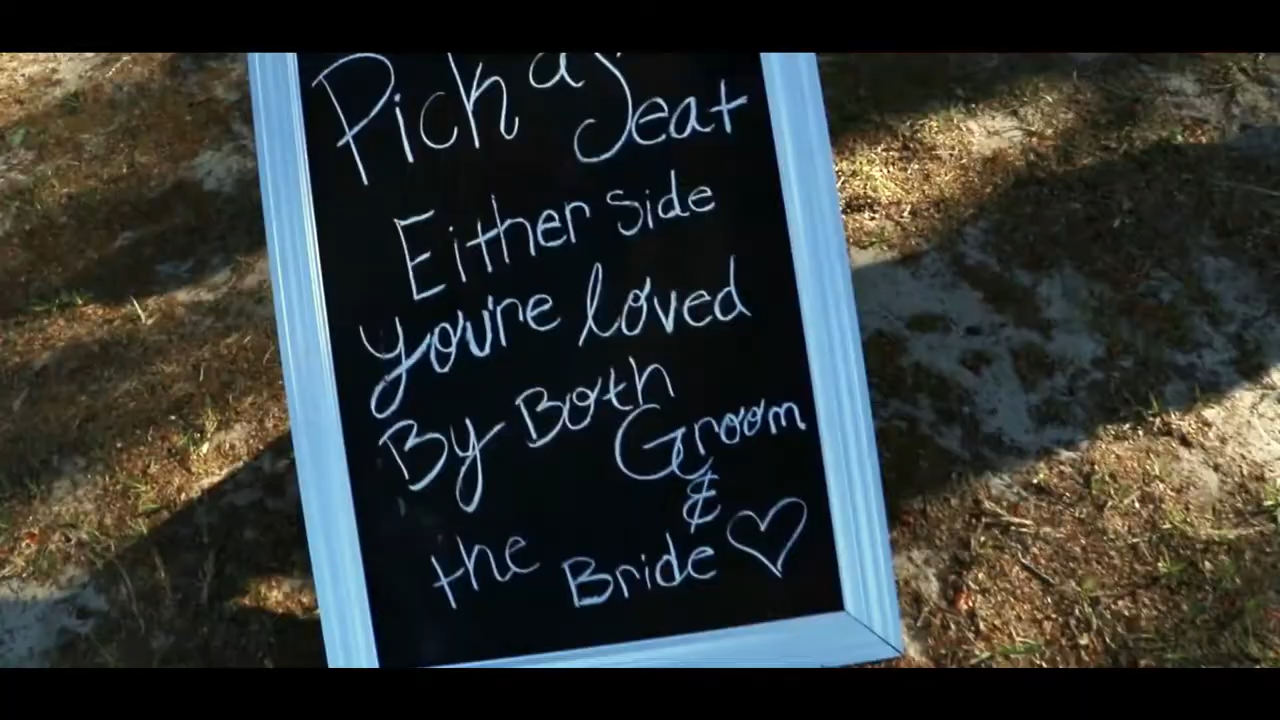 Pick a Seat
Either side
you're loved
By Both
Groom
&
the Bride